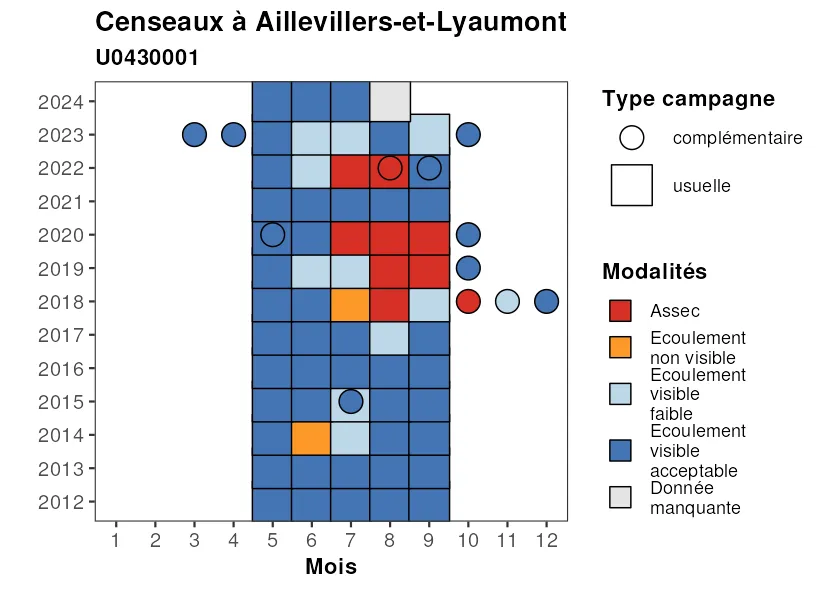 Censeaux à Aillevillers-et-Lyaumont
U0430001
2024
2023
2022
2021
2020
2019
2018
2017
2016
2015
2014
2013
2012
1 2 3 4 5 6 7 8 9 10 11 12
Mois
Type campagne
complémentaire
usuelle
Modalités
Assec
Ecoulement
non visible
Ecoulement
visible
faible
Ecoulement
visible
acceptable
Donnée
manquante